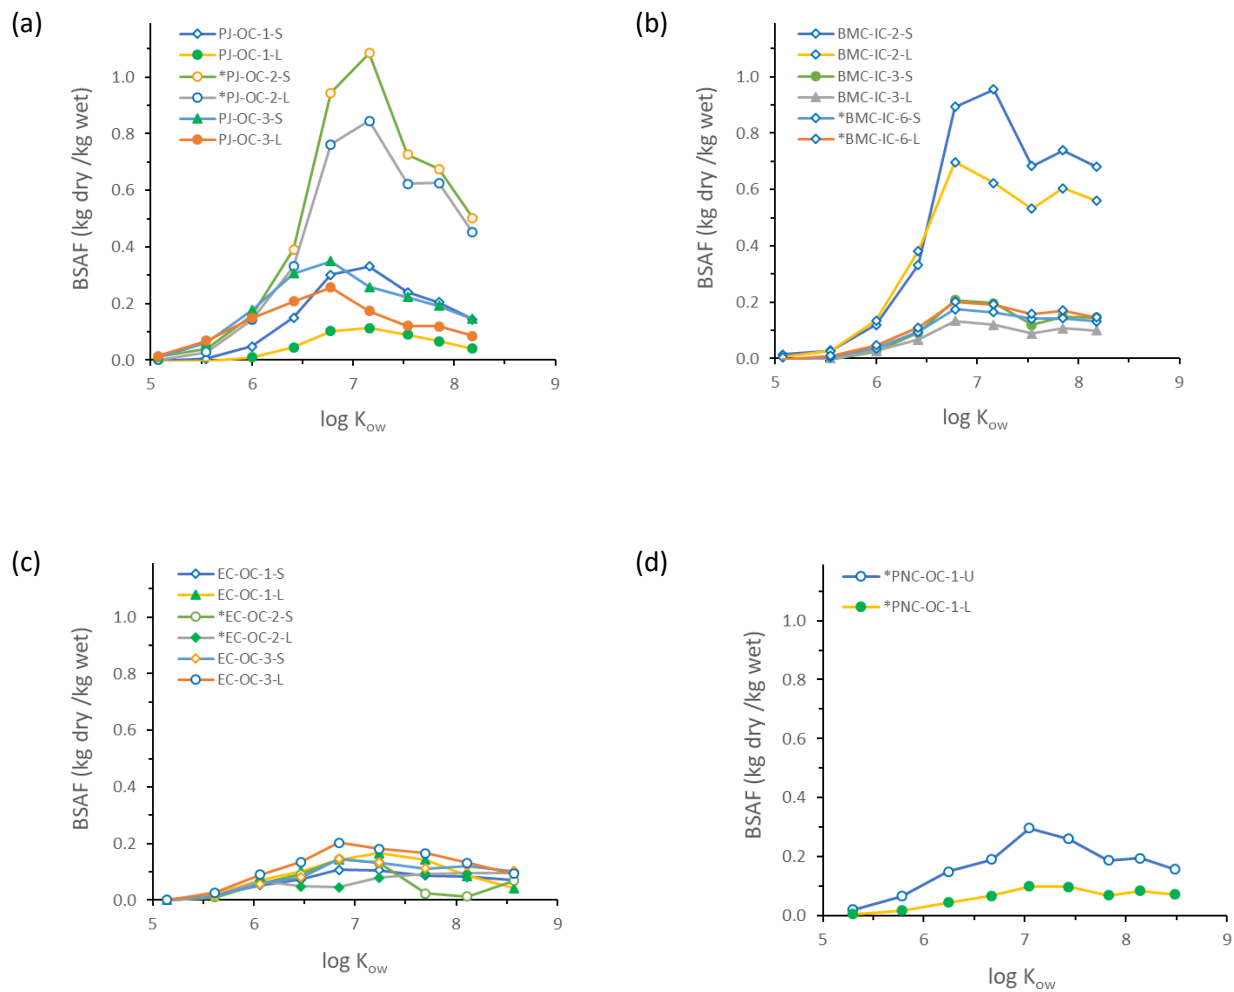 (a)
PJ-OC-1-S
PJ-OC-1-L
*PJ-OC-2-S
*PJ-OC-2-L
PJ-OC-3-S
PJ-OC-3-L
BSAF (kg dry /kg wet)
1.0
0.8
0.6
0.4
0.2
0.0
5 6 7 8 9
log Kow
(b)
BMC-IC-2-S
BMC-IC-2-L
BMC-IC-3-S
BMC-IC-3-L
*BMC-IC-6-S
*BMC-IC-6-L
BSAF (kg dry /kg wet)
1.0
0.8
0.6
0.4
0.2
0.0
5 6 7 8 9
log Kow
(c)
EC-OC-1-S
EC-OC-1-L
*EC-OC-2-S
*EC-OC-2-L
EC-OC-3-S
EC-OC-3-L
BSAF (kg dry /kg wet)
1.0
0.8
0.6
0.4
0.2
0.0
5 6 7 8 9
log Kow
(d)
*PNC-OC-1-U
*PNC-OC-1-L
BSAF (kg dry /kg wet)
1.0
0.8
0.6
0.4
0.2
0.0
5 6 7 8 9
log Kow